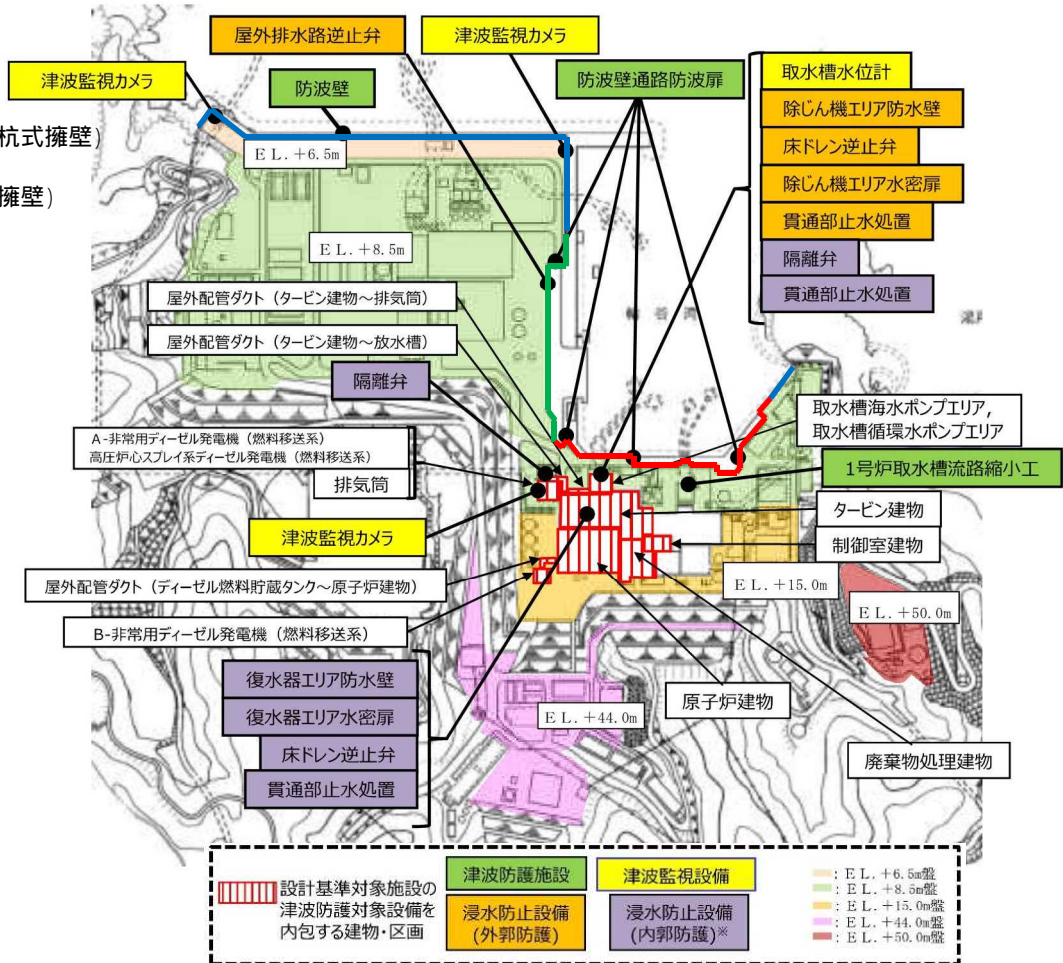 屋外排水路逆止弁
津波監視カメラ
津波監視カメラ
防波壁
防波壁通路防波扉
杭式擁壁)
擁壁)
EL.+6.5m
EL.+8.5m
取水槽水位計
除じん機エリア防水壁
床ドレン逆止弁
除じん機エリア水密扉
貫通部止水処置
隔離弁
貫通部止水処置
屋外配管ダクト（タービン建物～排気筒）
屋外配管ダクト（タービン建物～放水槽）
隔離弁
A-非常用ディーゼル発電機（燃料移送系）
高圧炉心スプレイ系ディーゼル発電機（燃料移送系）
排気筒
津波監視カメラ
屋外配管ダクト（ディーゼル燃料貯蔵タンク～原子炉建物）
B-非常用ディーゼル発電機（燃料移送系）
取水槽海水ポンプエリア，
取水槽循環水ポンプエリア
1号炉取水槽流路縮小工
タービン建物
制御室建物
EL.+15.0m
EL.+50.0m
EL.+44.0m
原子炉建物
廃棄物処理建物
復水器エリア防水壁
復水器エリア水密扉
床ドレン逆止弁
貫通部止水処置
設計基準対象施設の
津波防護対象設備を
内包する建物・区画
津波防護施設
津波監視設備
浸水防止設備
(外郭防護)
浸水防止設備
(内郭防護)※
：EL.+6.5m盤
：EL.+8.5m盤
：EL.+15.0m盤
：EL.+44.0m盤
：EL.+50.0m盤